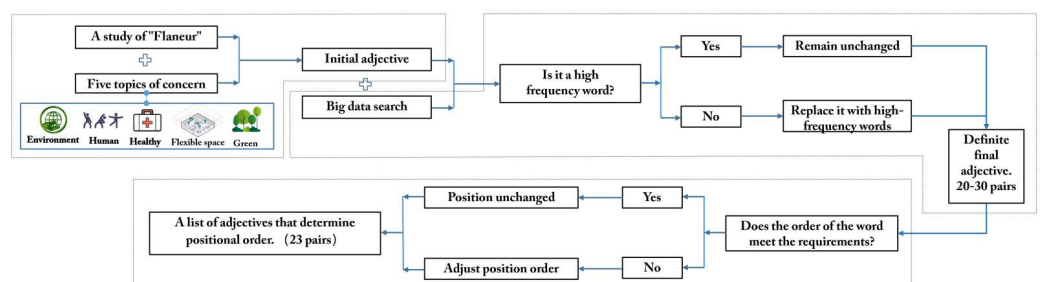 A study of "Flaneur"
Five topics of concern
Environment
Human
Healthy
Flexible space
Green
Initial adjective
Big data search
Is it a high
frequency word?
Yes
Remain unchanged
No
Replace it with high-
frequency words
Definite
final
adjective.
20-30 pairs
Does the order of the word
meet the requirements?
Yes
Position unchanged
No
Adjust position order
A list of adjectives that determine
positional order. （23 pairs）